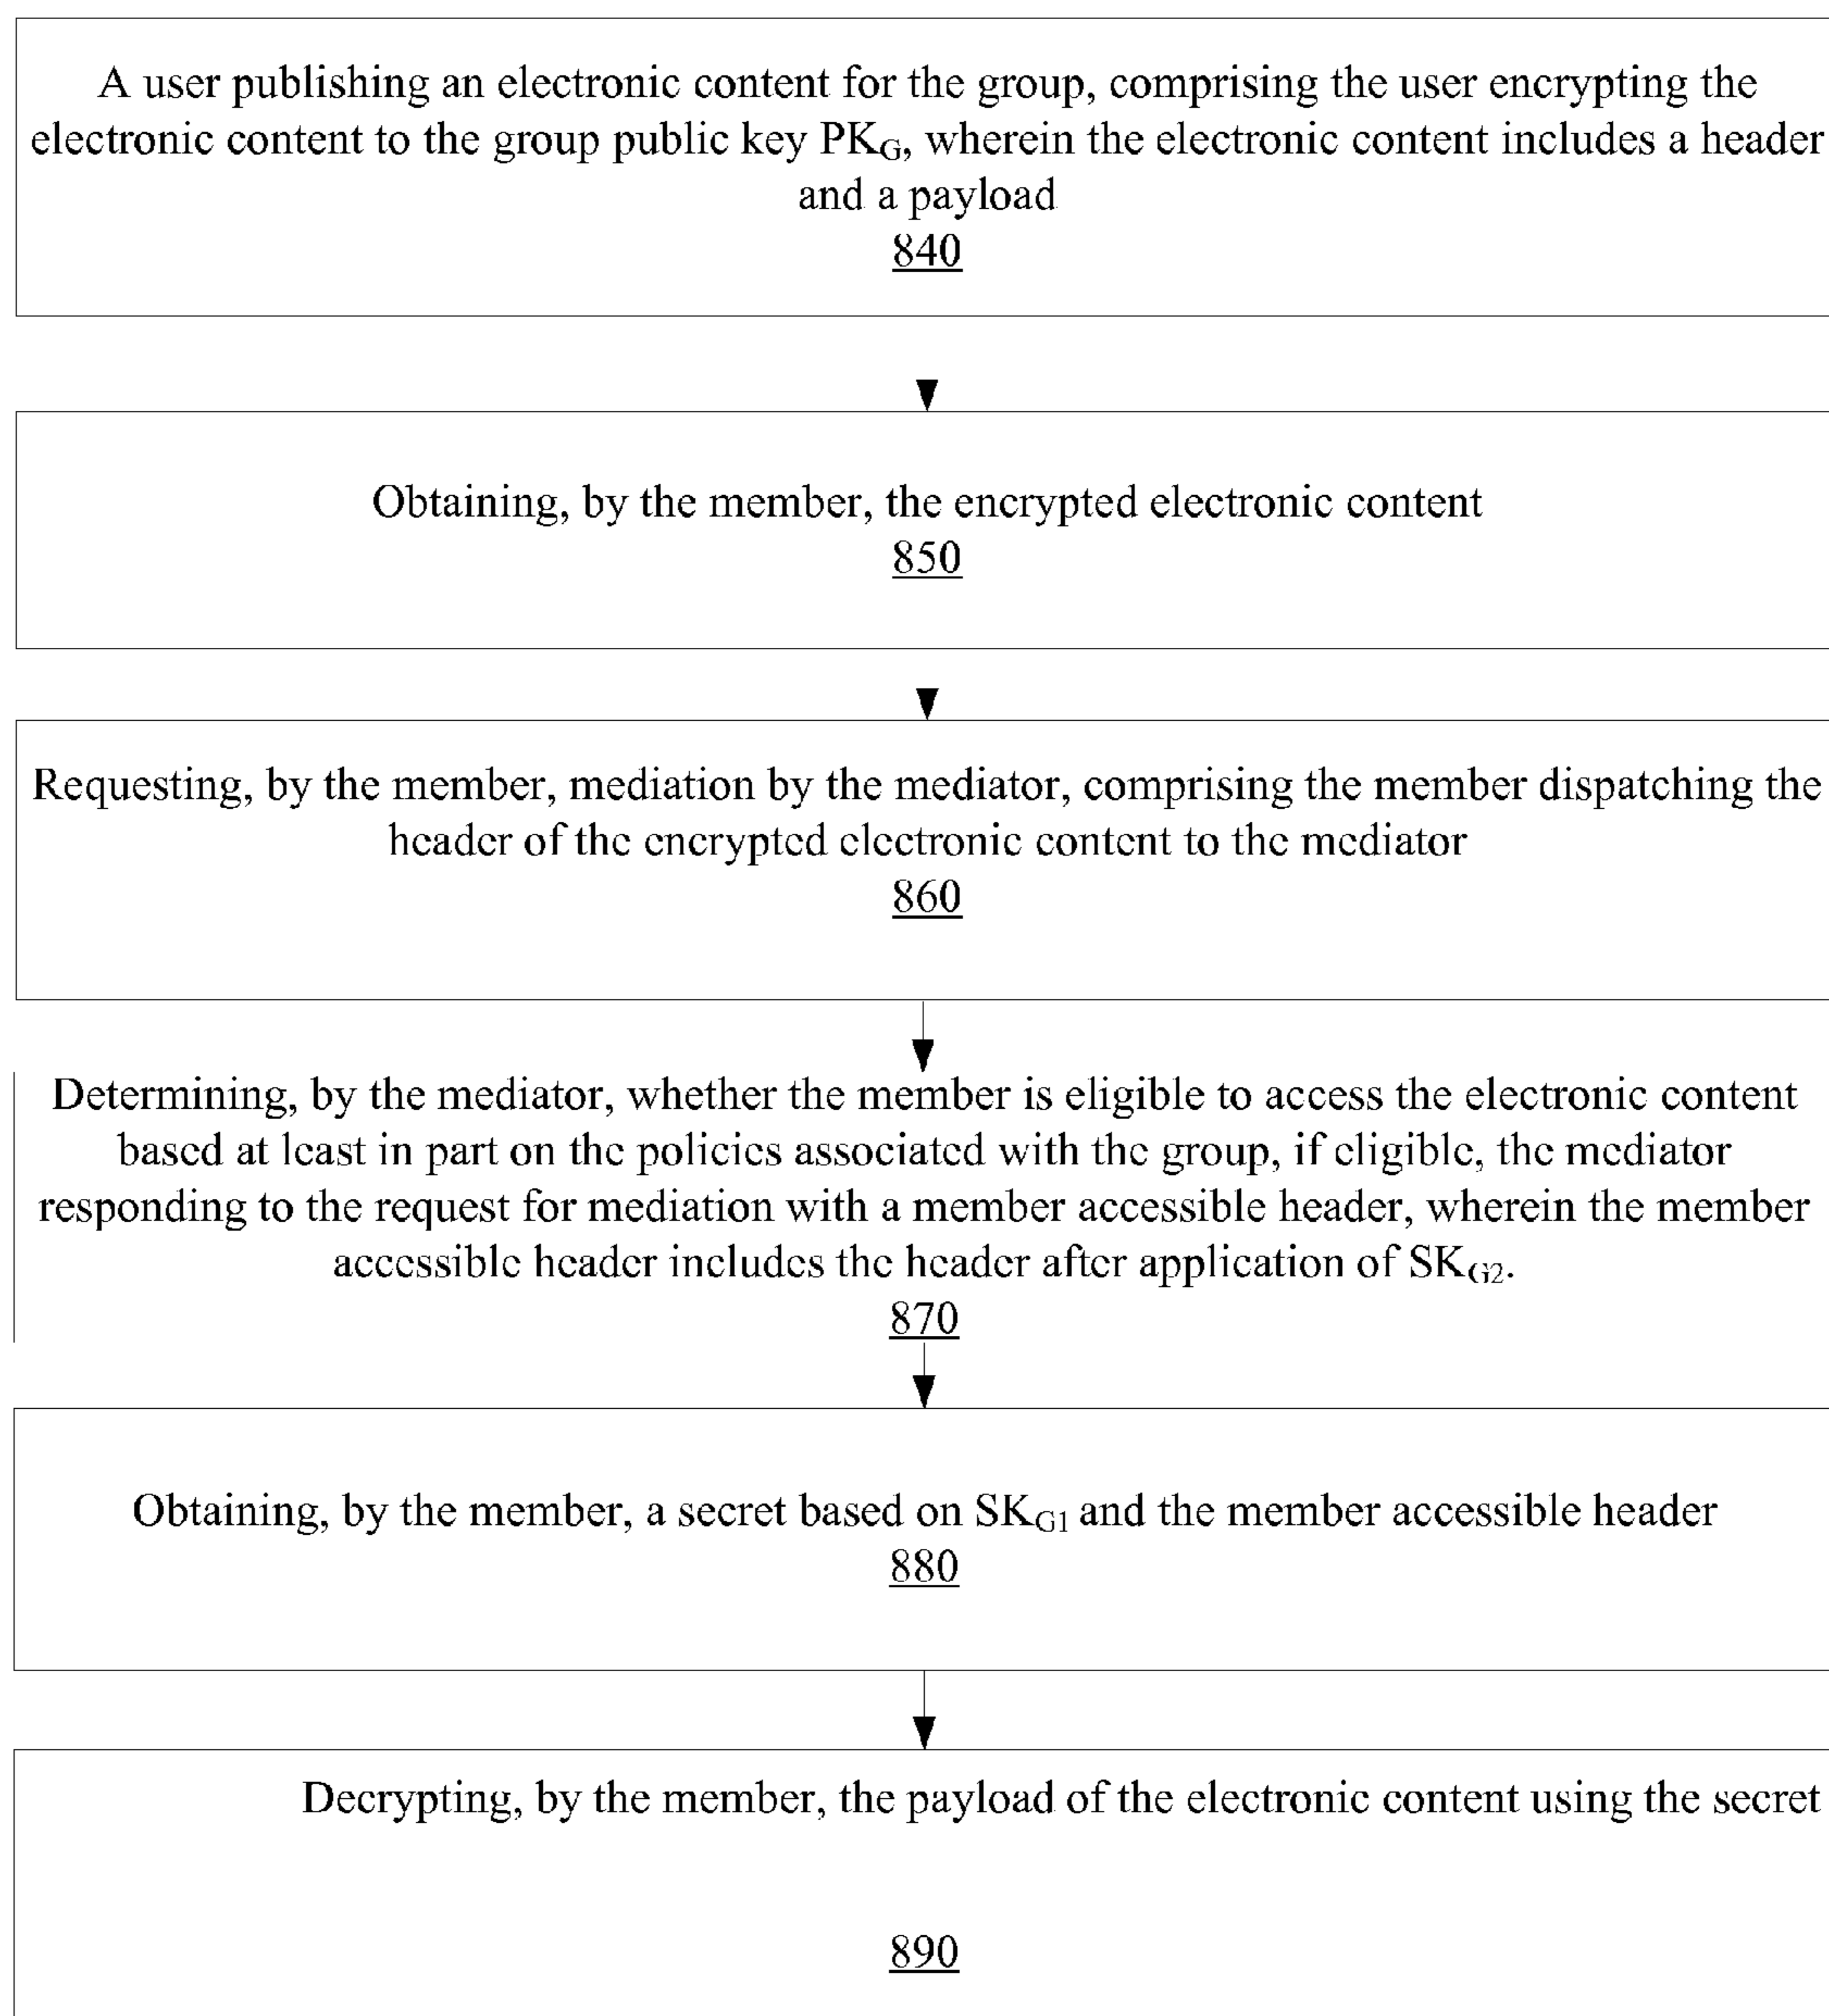 A user publishing an electronic content for the group, comprising the user encrypting the
electronic content to the group public key PKG, wherein the electronic content includes a header
and a payload
840
Obtaining, by the member, the encrypted electronic content
850
Requesting, by the member, mediation by the mediator, comprising the member dispatching the
header of the encrypted electronic content to the mediator
860
Determining, by the mediator, whether the member is eligible to access the electronic content
based at least in part on the policies associated with the group, if eligible, the mediator
responding to the request for mediation with a member accessible header, wherein the member
accessible header includes the header after application of SKG2.
870
Obtaining, by the member, a secret based on SKG1 and the member accessible header
880
Decrypting, by the member, the payload of the electronic content using the secret
890